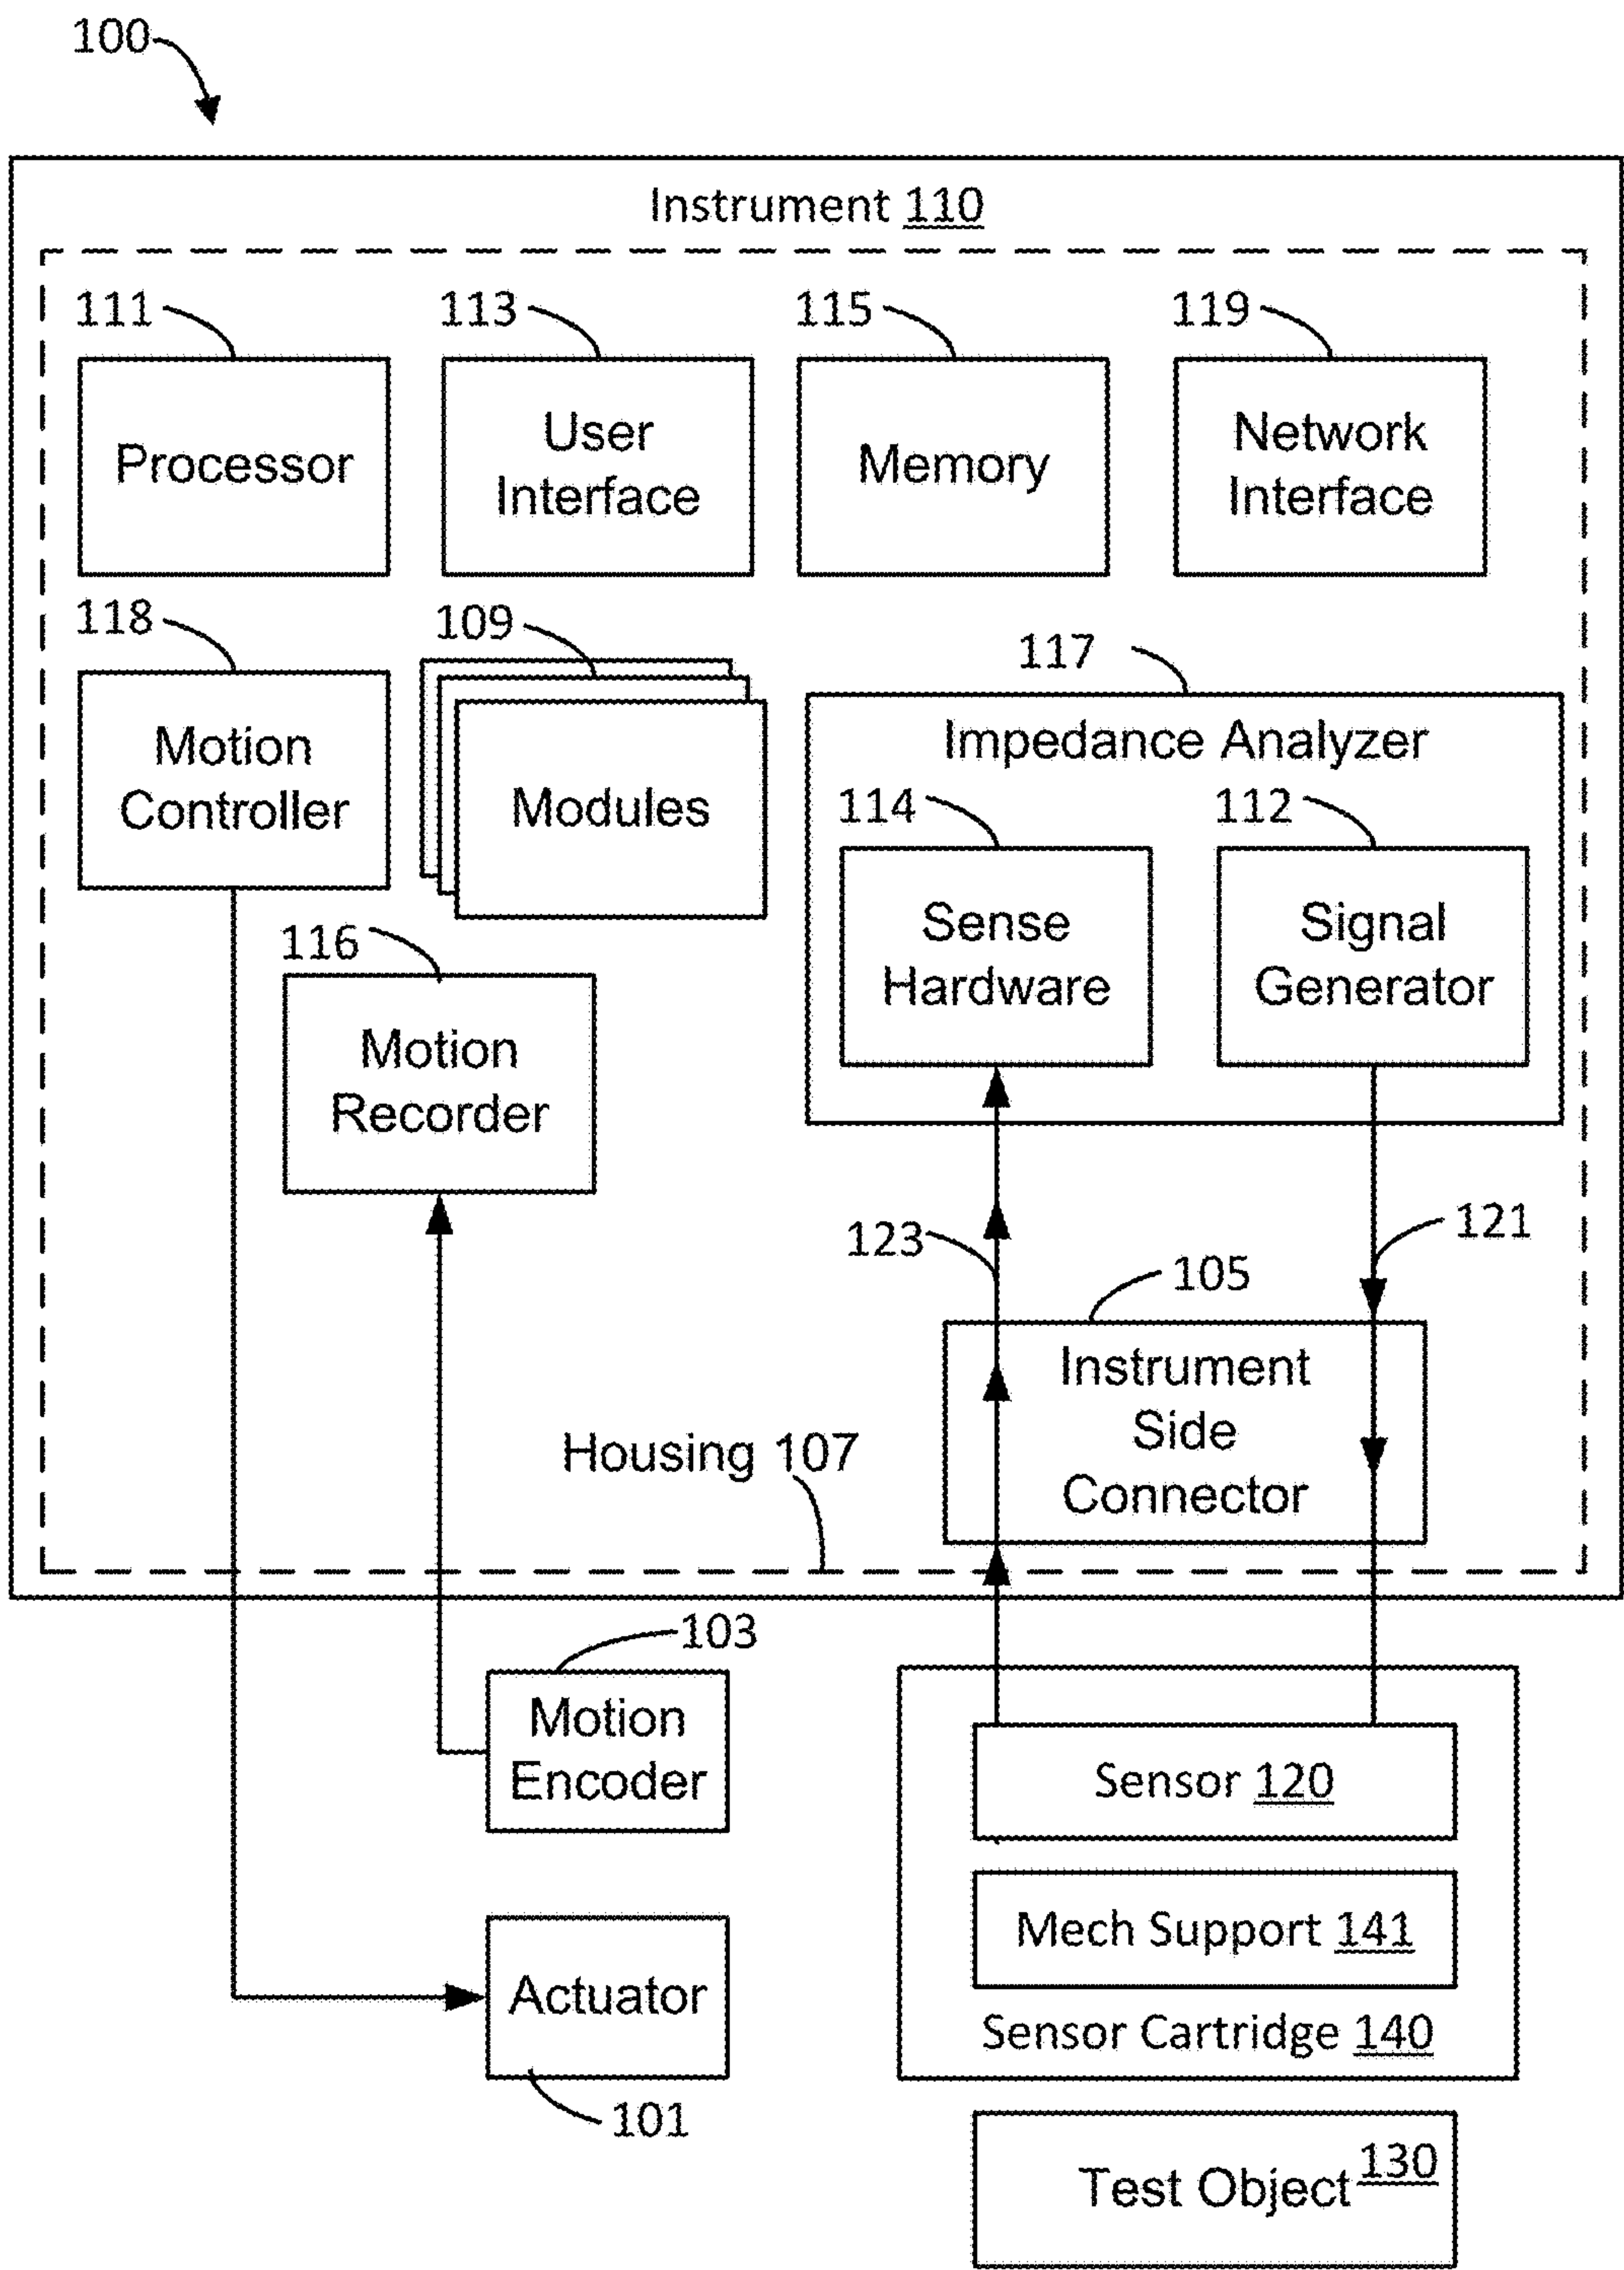 100
Instrument 110
111
113
115
119
Processor
User
Interface
Memory
Network
Interface
118
109
117
Motion
Controller
Modules
Impedance Analyzer
114
112
Sense
Hardware
Signal
Generator
116
Motion
Recorder
123
121
105
Instrument
Side
Connector
Housing 107
103
Motion
Encoder
Sensor 120
Mech Support 141
Sensor Cartridge 140
Actuator
101
Test Object 130